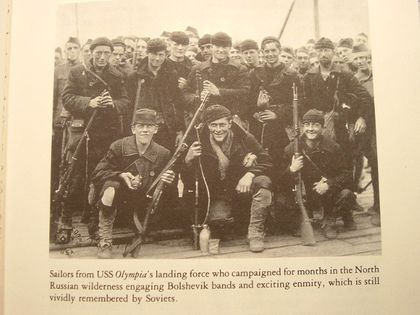 Sailors from USS Olympia's landing force who campaigned for months in the North
Russian wilderness engaging Bolshevik bands and exciting enmity, which is still
vividly remembered by Soviets.